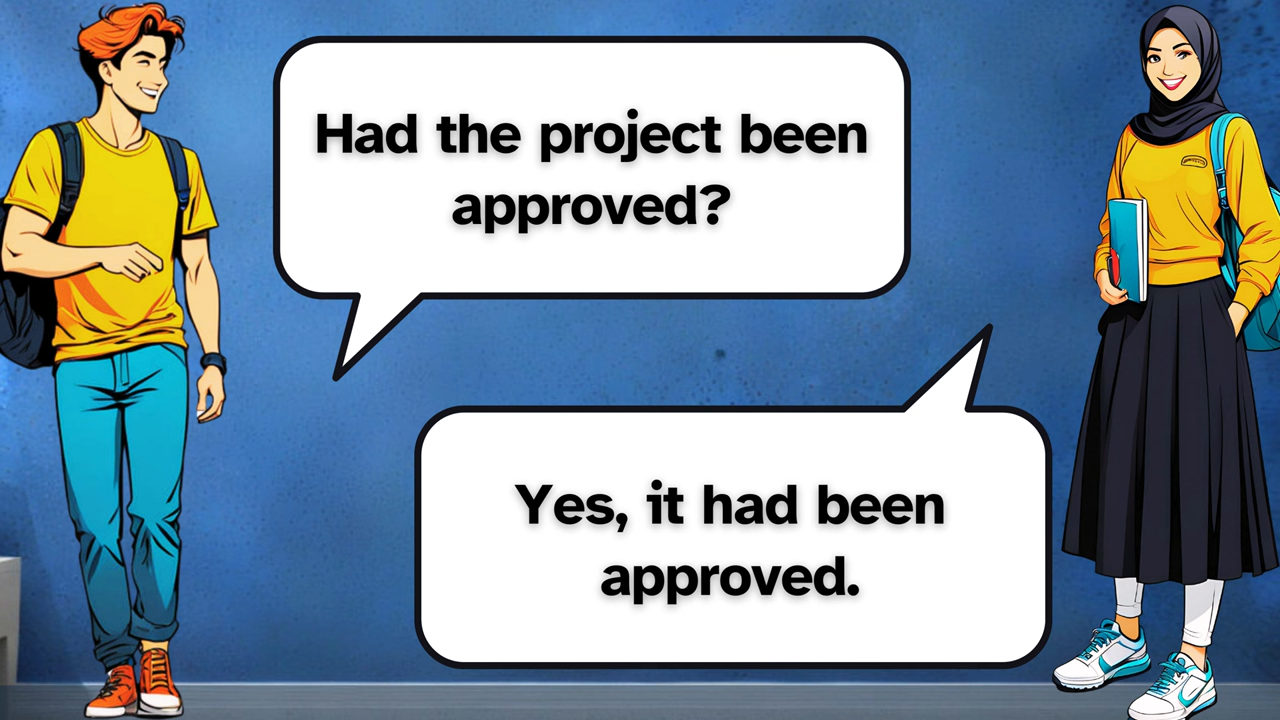 Had the project been
approved?
Yes, it had been
approved.